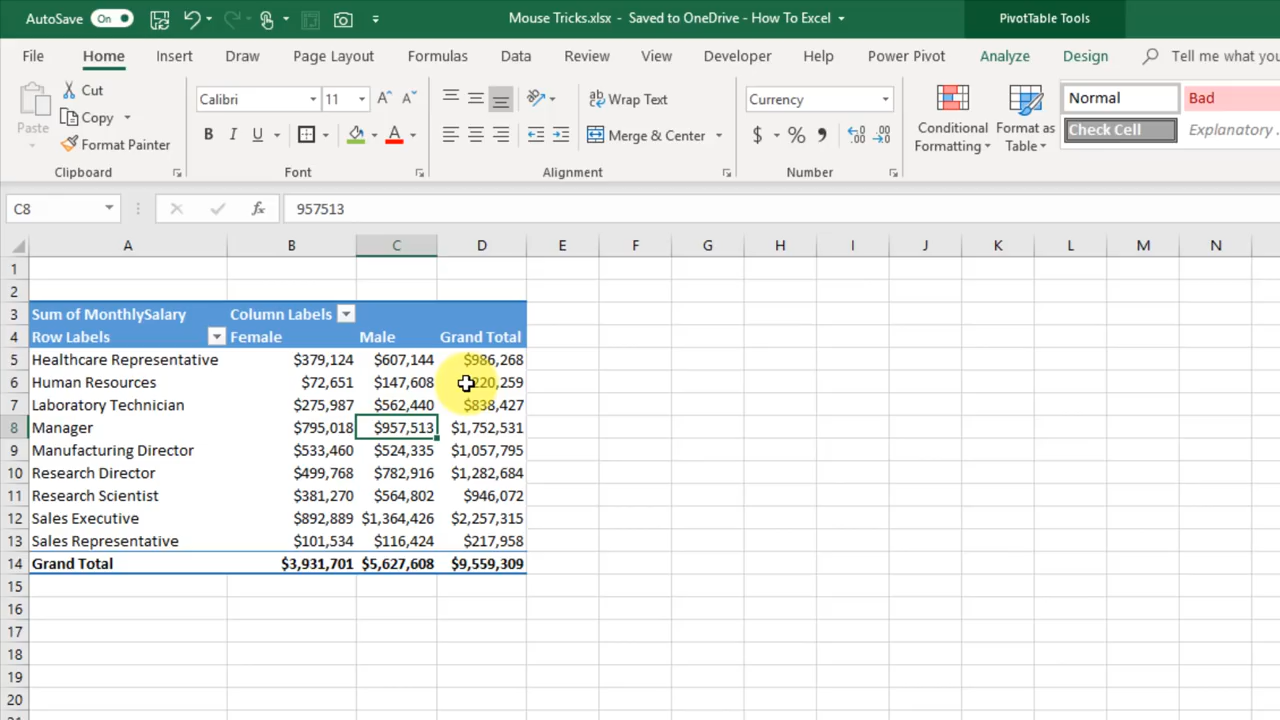 AutoSave On Mouse Tricks.xlsx - Saved to OneDrive - How To Excel PivotTable Tools
File Home Insert Draw Page Layout Formulas Data Review View Developer Help Power Pivot Analyze Design Tell me what you
Paste
Cut
Copy
Format Painter
Clipboard
Calibri 11
B I U A
Font
Wrap Text
Merge & Center
Alignment
Currency
$ % ,
Number
Conditional
Formatting
Format as
Table
Normal Bad
Check Cell Explanatory
C8 fx 957513
A B C D E F G H I J K L M N
1
2
3 Sum of MonthlySalary Column Labels
4 Row Labels Female Male Grand Total
5 Healthcare Representative $379,124 $607,144 $986,268
6 Human Resources $72,651 $147,608 220,259
7 Laboratory Technician $275,987 $562,440 $838,427
8 Manager $795,018 $957,513 $1,752,531
9 Manufacturing Director $533,460 $524,335 $1,057,795
10 Research Director $499,768 $782,916 $1,282,684
11 Research Scientist $381,270 $564,802 $946,072
12 Sales Executive $892,889 $1,364,426 $2,257,315
13 Sales Representative $101,534 $116,424 $217,958
14 Grand Total $3,931,701 $5,627,608 $9,559,309
15
16
17
18
19
20